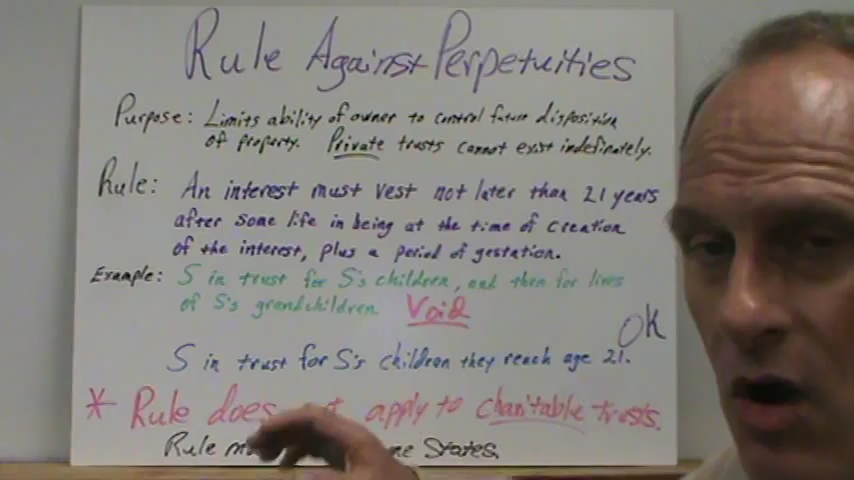 Rule Against Perpetuities
Purpose: Limits ability of owner to control future disposition
of property. Private trusts cannot exist indefinately.
Rule: An interest must vest not later than 21 years
after some life in being at the time of creation
of the interest, plus a period of gestation.
Example: S in trust for S's children, and then for lives
of S's grandchildren. Void
OK
S in trust for S's children they reach age 21.
* Rule does apply to charitable trusts.
Rule States.